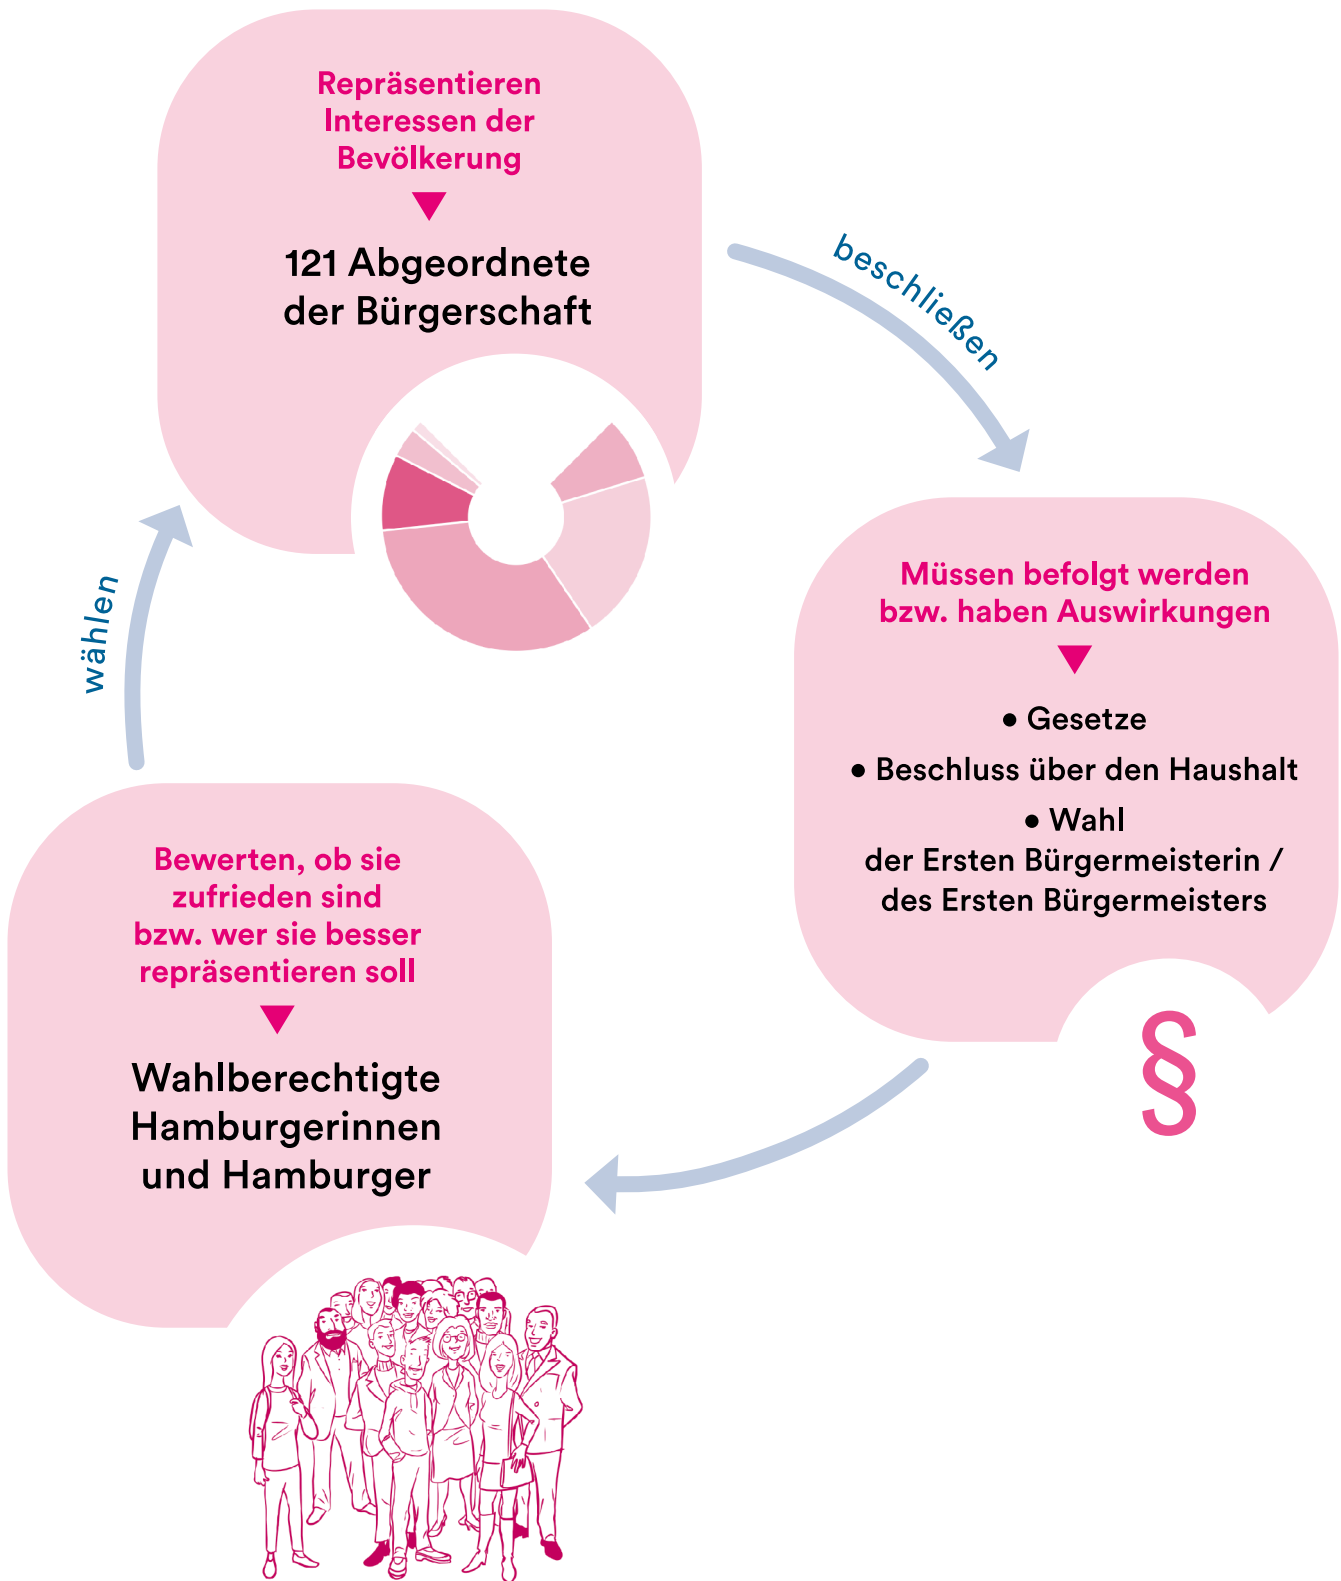 Repräsentieren
Interessen der
Bevölkerung
121 Abgeordnete
der Bürgerschaft
beschließen
Müssen befolgt werden
bzw. haben Auswirkungen
• Gesetze
• Beschluss über den Haushalt
• Wahl
der Ersten Bürgermeisterin /
des Ersten Bürgermeisters
§
wählen
Bewerten, ob sie
zufrieden sind
bzw. wer sie besser
repräsentieren soll
Wahlberechtigte
Hamburgerinnen
und Hamburger